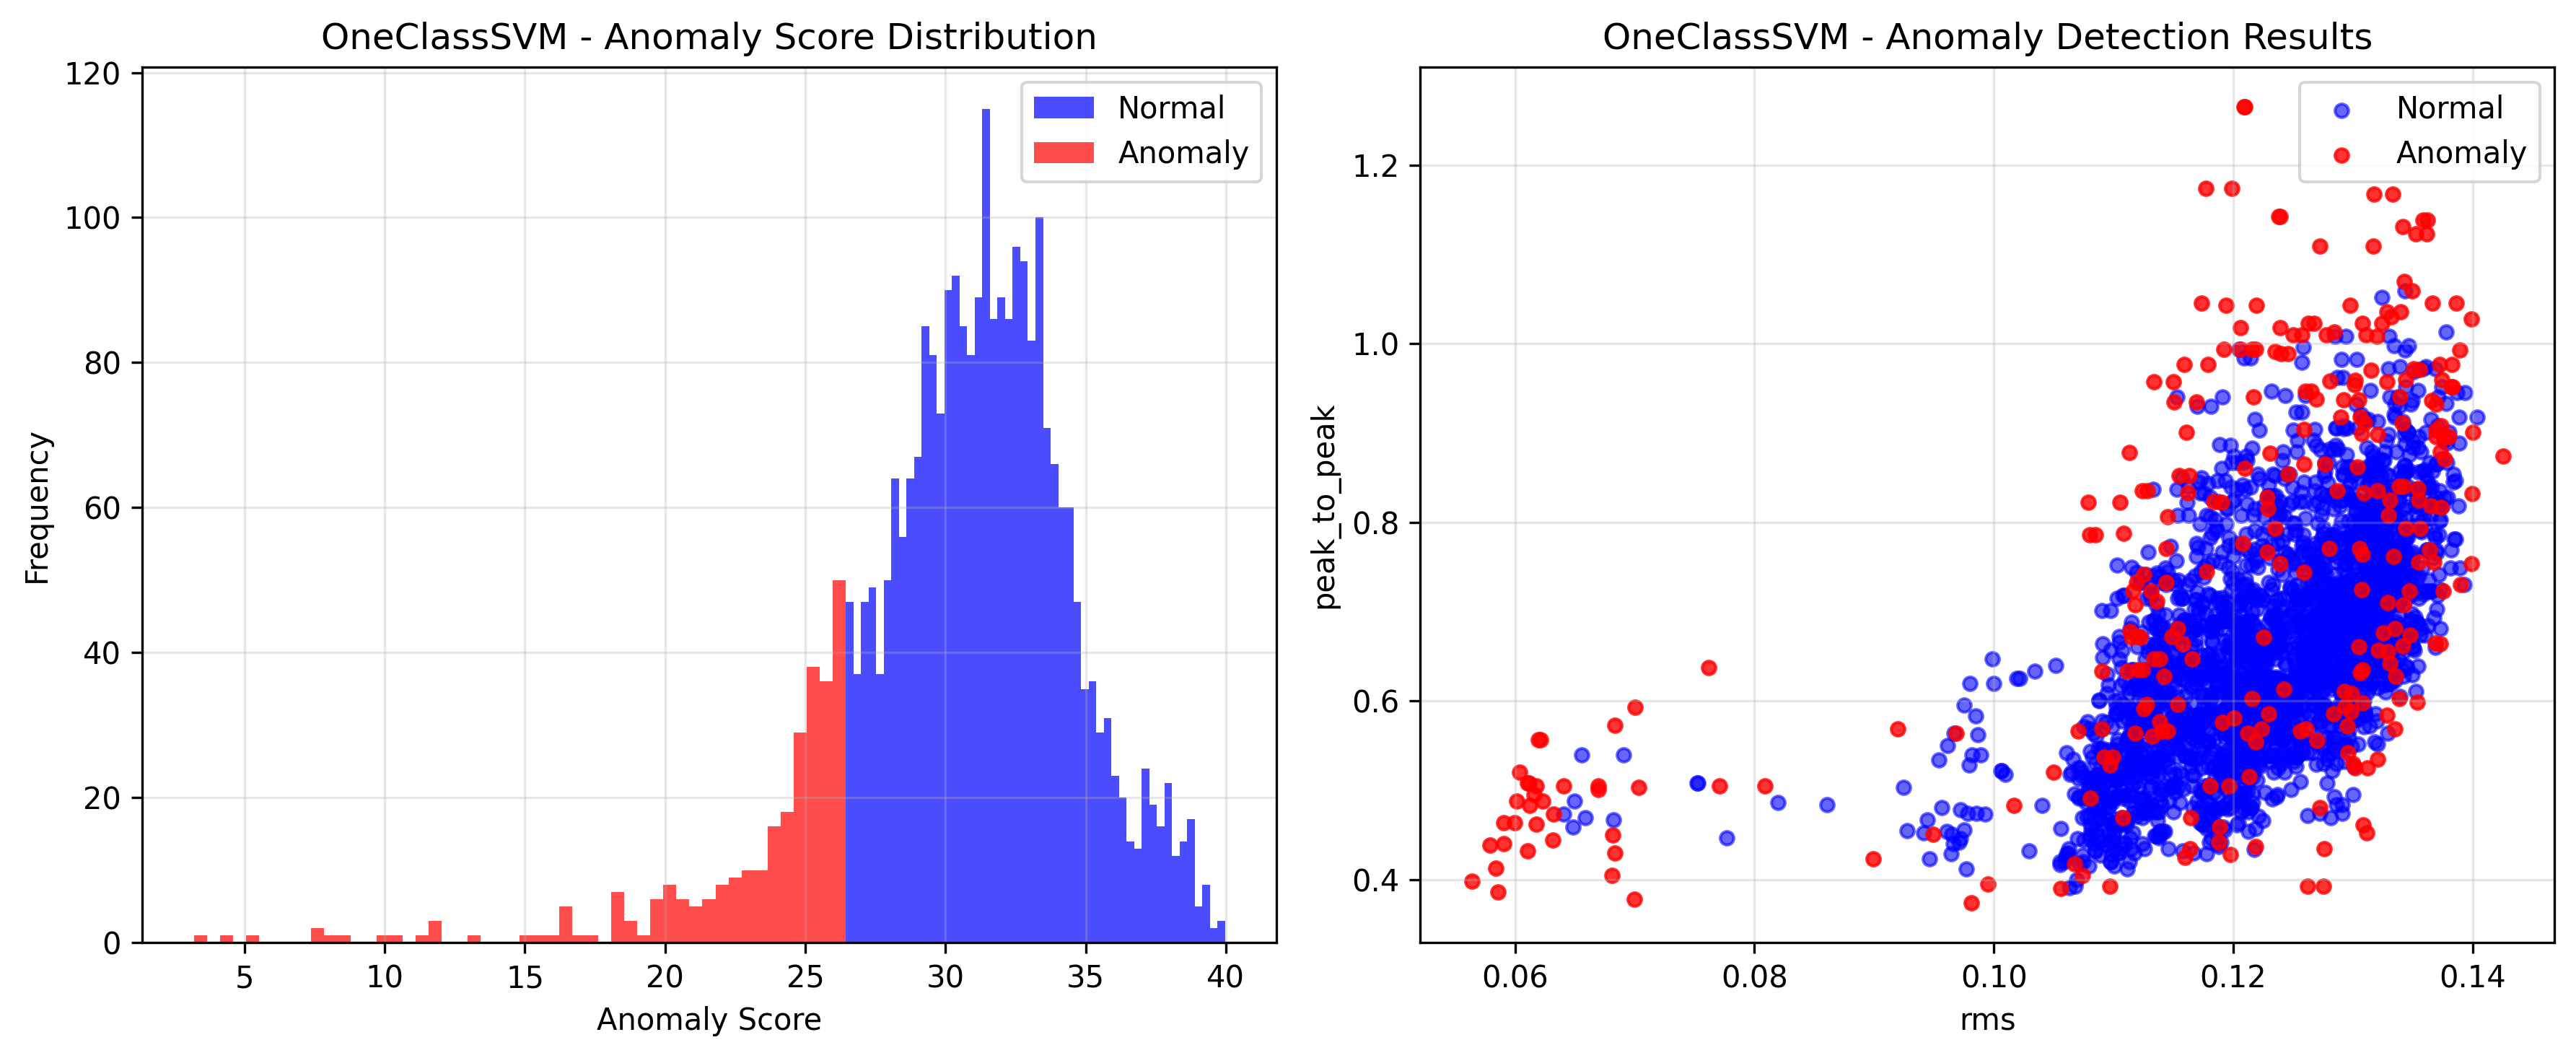 OneClassSVM - Anomaly Score Distribution
120
100
80
60
40
20
0
Frequency
5
10
15
20
25
30
35
40
Anomaly Score
Normal
Anomaly
OneClassSVM - Anomaly Detection Results
1.2
1.0
0.8
0.6
0.4
peak_to_peak
0.06
0.08
0.10
0.12
0.14
rms
Normal
Anomaly